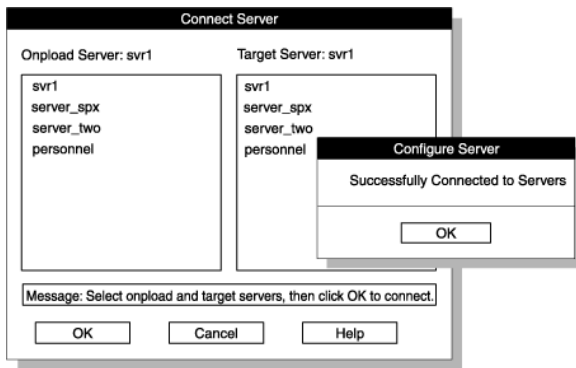 Connect Server
Onpload Server: svr1
Target Server: svr1
svr1
server_spx
server_two
personnel
svr1
server_spx
server_two
personnel
Configure Server
Successfully Connected to Servers
OK
Message: Select onpload and target servers, then click OK to connect.
OK
Cancel
Help